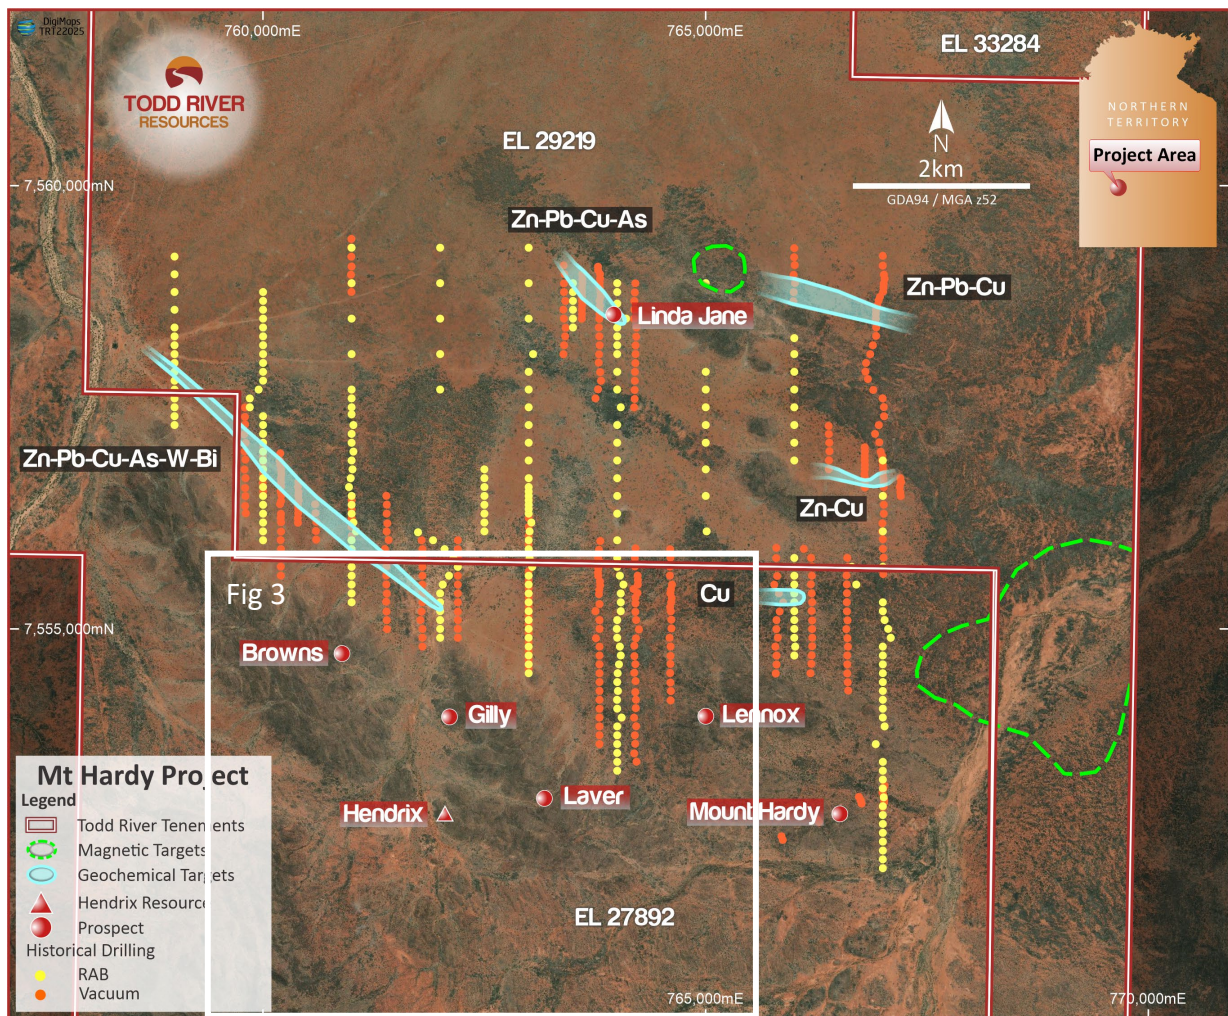 DigiMaps
TRT22025
760,000mE
765,000mE
EL 33284
TODD RIVER
RESOURCES
NORTHERN
TERRITORY
Project Area
N
2km
GDA94 / MGA z52
EL 29219
7,560,000mN
Zn-Pb-Cu-As
Zn-Pb-Cu
Linda Jane
Zn-Pb-Cu-As-W-Bi
Zn-Cu
Fig 3
Cu
7,555,000mN
Browns
Gilly
Lennox
Laver
Hendrix
Mount Hardy
EL 27892
Mt Hardy Project
Legend
Todd River Tenements
Magnetic Targets
Geochemical Targets
Hendrix Resource
Prospect
Historical Drilling
RAB
Vacuum
765,000mE
770,000mE